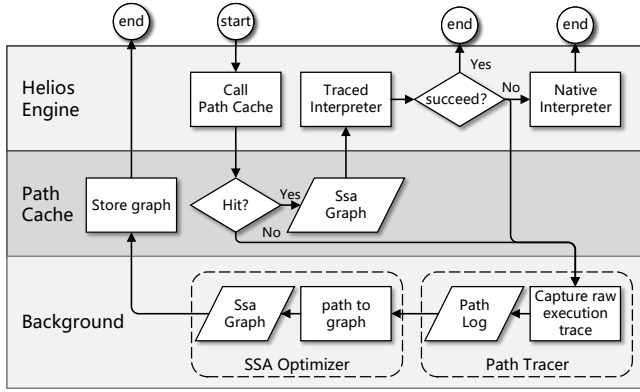 end
start
end
end
Helios
Engine
Call
Path Cache
Traced
Interpreter
succeed?
Yes
No
Native
Interpreter
Path
Cache
Store graph
Hit?
Yes
No
Ssa
Graph
Background
Ssa
Graph
path to
graph
SSA Optimizer
Path
Log
Capture raw
execution
trace
Path Tracer